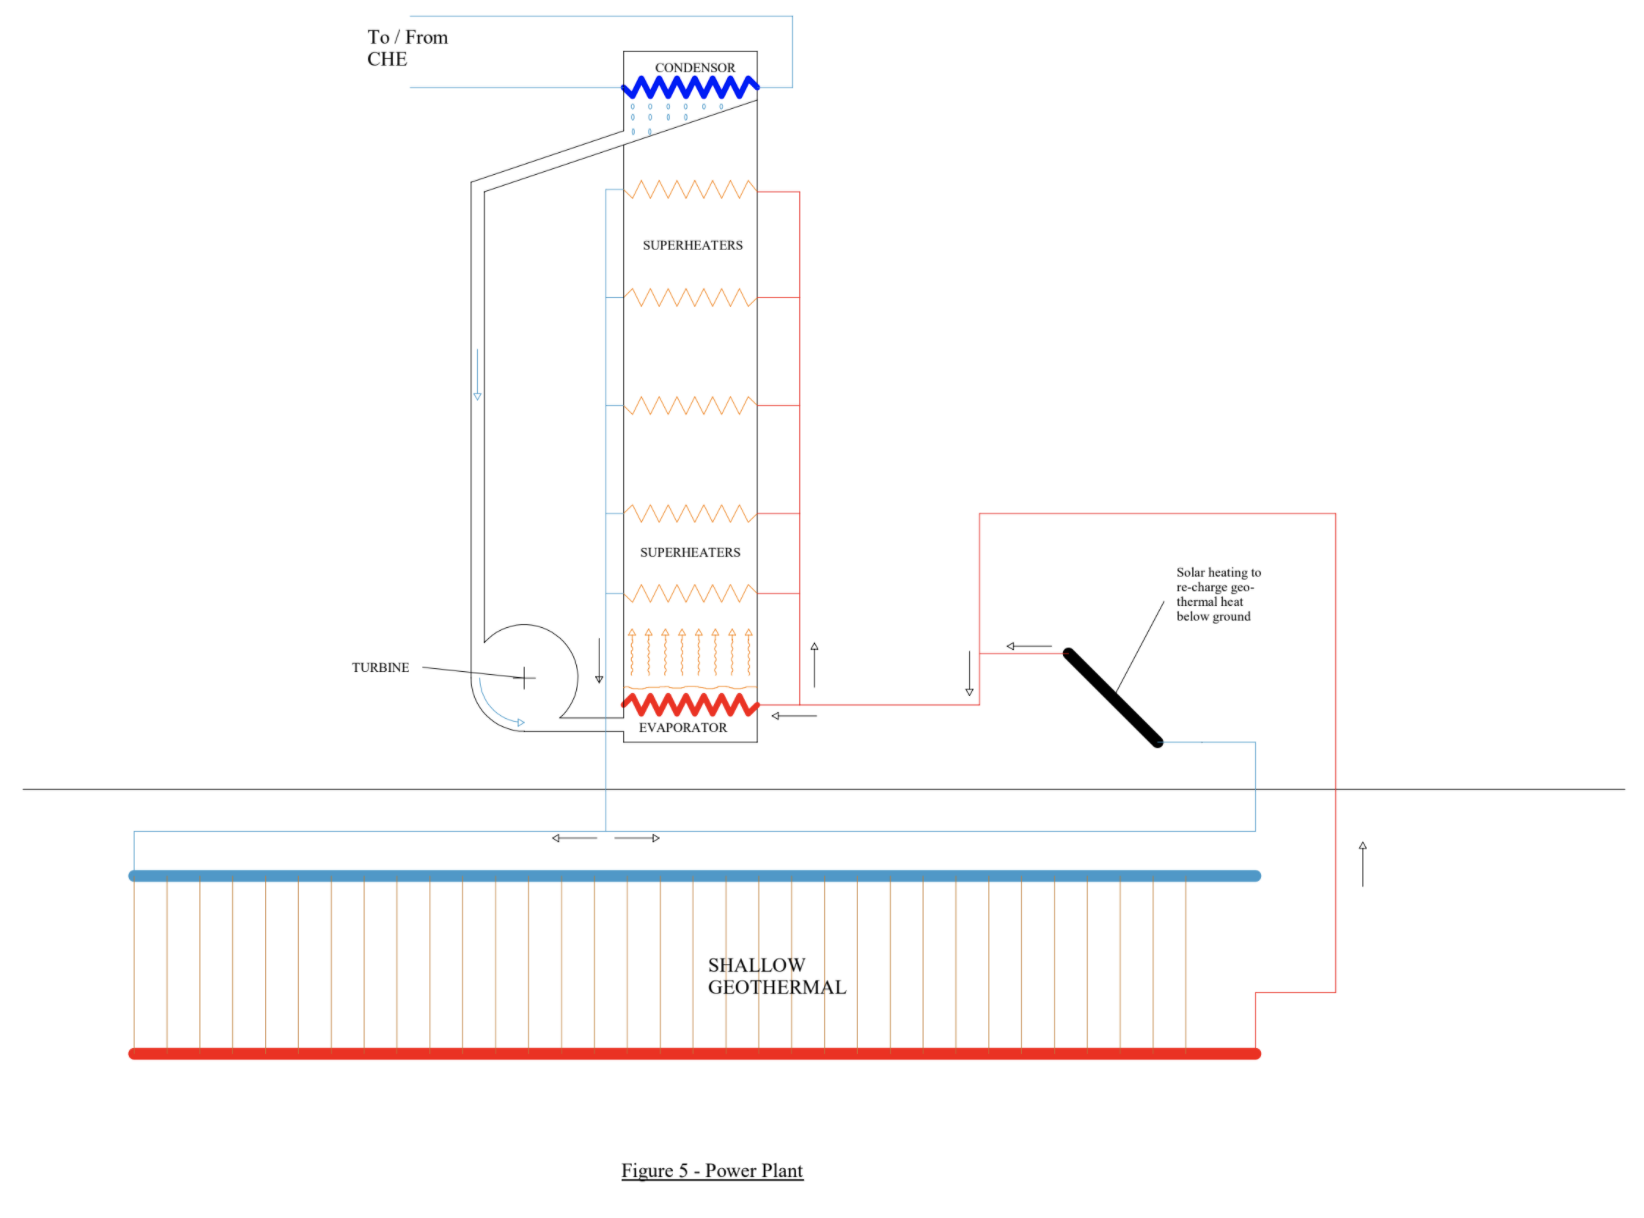 To / From
CHE
CONDENSOR
SUPERHEATERS
SUPERHEATERS
Solar heating to
re-charge geo-
thermal heat
below ground
TURBINE
EVAPORATOR
SHALLOW
GEOTHERMAL
Figure 5 - Power Plant